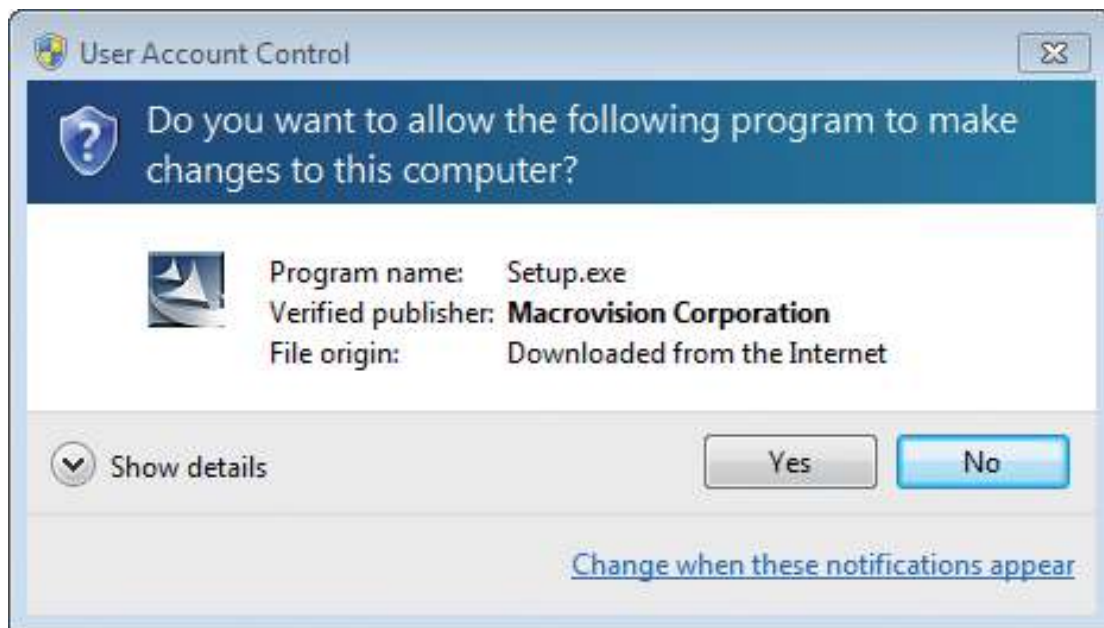 User Account Control
Do you want to allow the following program to make
changes to this computer?
Program name: Setup.exe
Verified publisher: Macrovision Corporation
File origin: Downloaded from the Internet
Show details
Yes
No
Change when these notifications appear